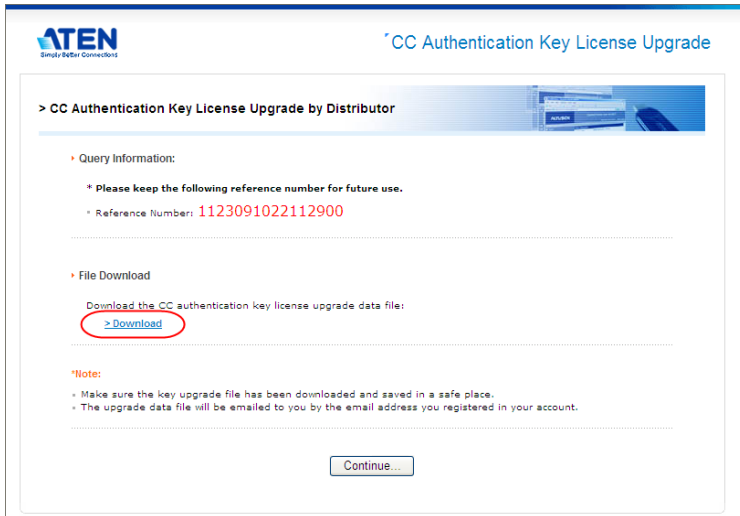 ATEN
Simply Better Connections
CC Authentication Key License Upgrade
> CC Authentication Key License Upgrade by Distributor
Query Information:
* Please keep the following reference number for future use.
Reference Number: 1123091022112900
File Download
Download the CC authentication key license upgrade data file:
> Download
*Note:
Make sure the key upgrade file has been downloaded and saved in a safe place.
The upgrade data file will be emailed to you by the email address you registered in your account.
Continue...